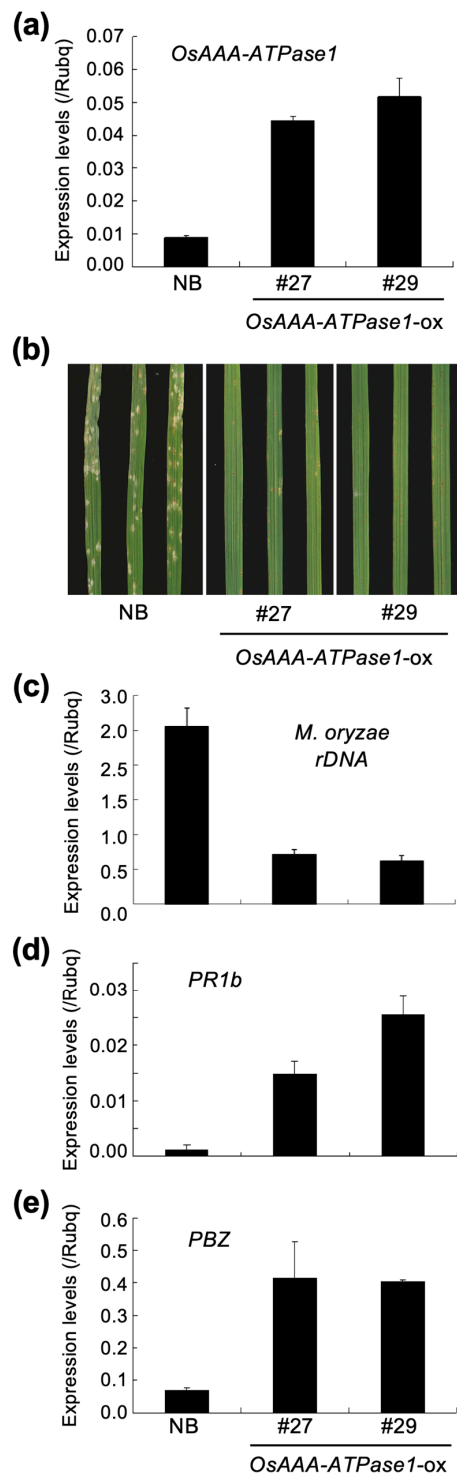 (a)
OsAAA-ATPase1
Expression levels (/Rubq)
0.07
0.06
0.05
0.04
0.03
0.02
0.01
0.00
NB #27 #29
OsAAA-ATPase1-ox
(b)
NB #27 #29
OsAAA-ATPase1-ox
(c)
M. oryzae
rDNA
Expression levels (/Rubq)
3.0
2.0
2.5
1.0
0.5
0.0
(d)
PR1b
Expression levels (/Rubq)
0.03
0.02
0.01
0.00
(e)
PBZ
Expression levels (/Rubq)
0.6
0.5
0.4
0.3
0.2
0.1
0.0
NB #27 #29
OsAAA-ATPase1-ox